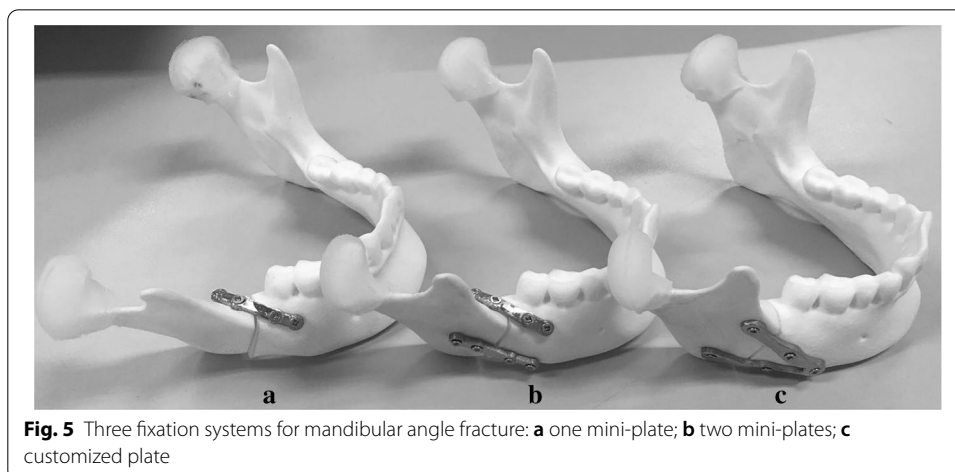 a b c
Fig. 5 Three fixation systems for mandibular angle fracture: a one mini-plate; b two mini-plates; c
customized plate